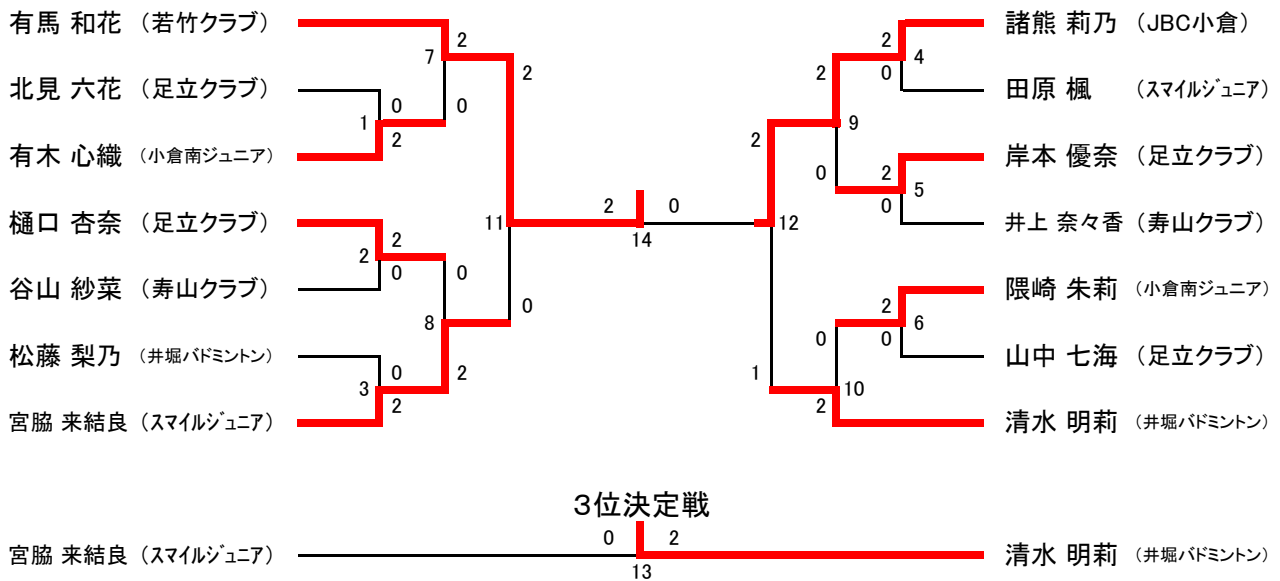 有馬 和花 （若竹クラブ）
北見 六花 （足立クラブ）
有木 心織 （小倉南ジュニア）
樋口 杏奈 （足立クラブ）
谷山 紗菜 （寿山クラブ）
松藤 梨乃 （井堀バドミントン）
宮脇 来結良 （スマイルジュニア）
1
0
2
2
2
0
3
0
2
7
2
0
8
0
2
11
2
0
2
0
14
12
2
1
9
2
0
10
0
2
4
2
0
5
2
0
6
2
0
諸熊 莉乃 （JBC小倉）
田原 楓 （スマイルジュニア）
岸本 優奈 （足立クラブ）
井上 奈々香 （寿山クラブ）
隈崎 朱莉 （小倉南ジュニア）
山中 七海 （足立クラブ）
清水 明莉 （井堀バドミントン）
３位決定戦
宮脇 来結良 （スマイルジュニア）
0
2
13
清水 明莉 （井堀バドミントン）